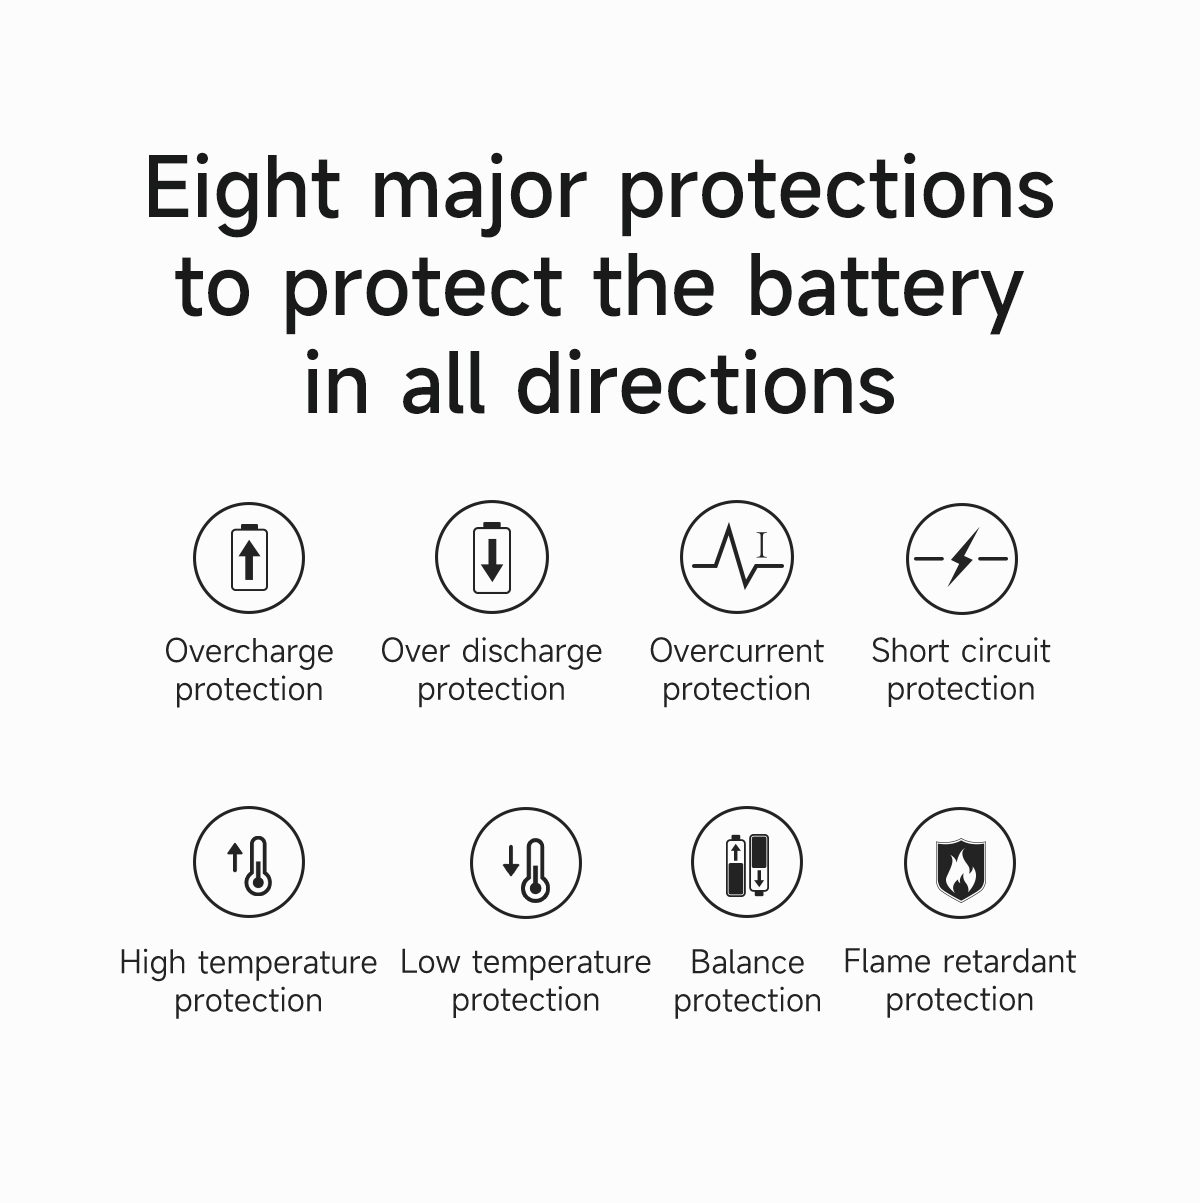 Eight major protections
to protect the battery
in all directions
I
Overcharge
protection
Over discharge
protection
Overcurrent
protection
Short circuit
protection
High temperature
protection
Low temperature
protection
Balance
protection
Flame retardant
protection